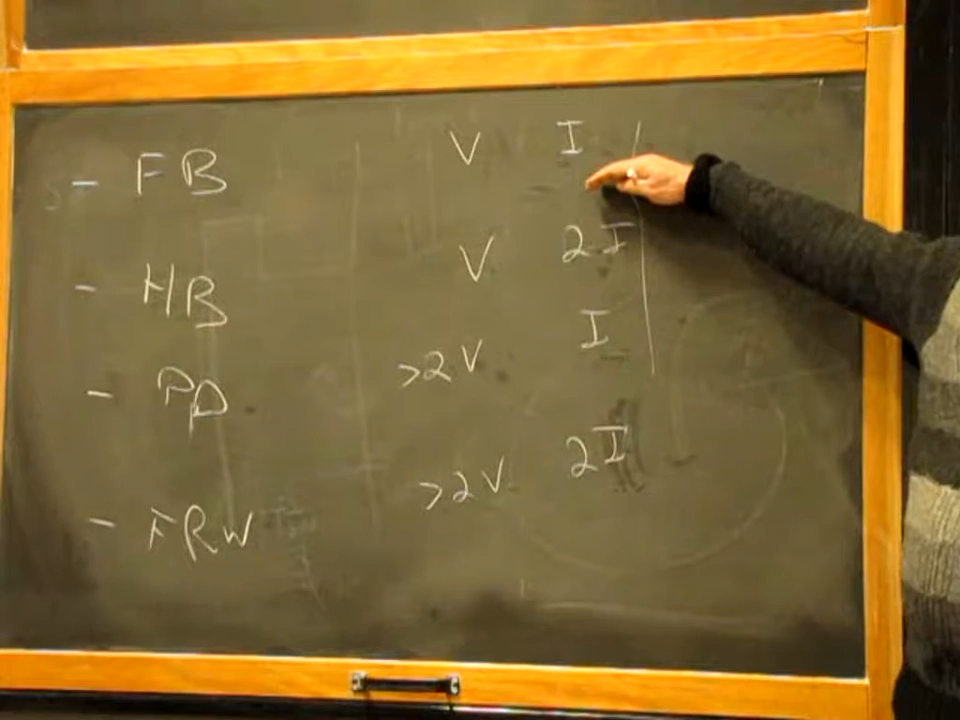 - FB V I
- HB V 2I
- PD >2V I
- FRW >2V 2I